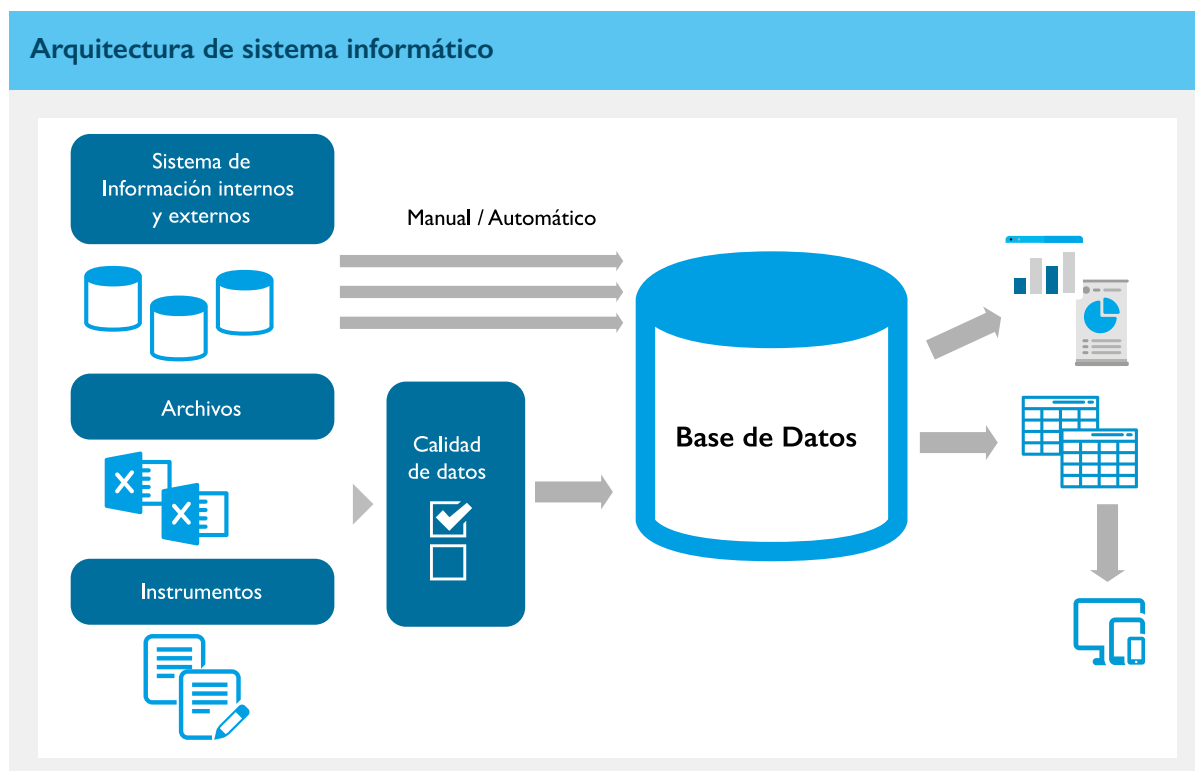 Arquitectura de sistema informático
Sistema de
Información internos
y externos
Manual / Automático
Archivos
Calidad
de datos
Base de Datos
Instrumentos